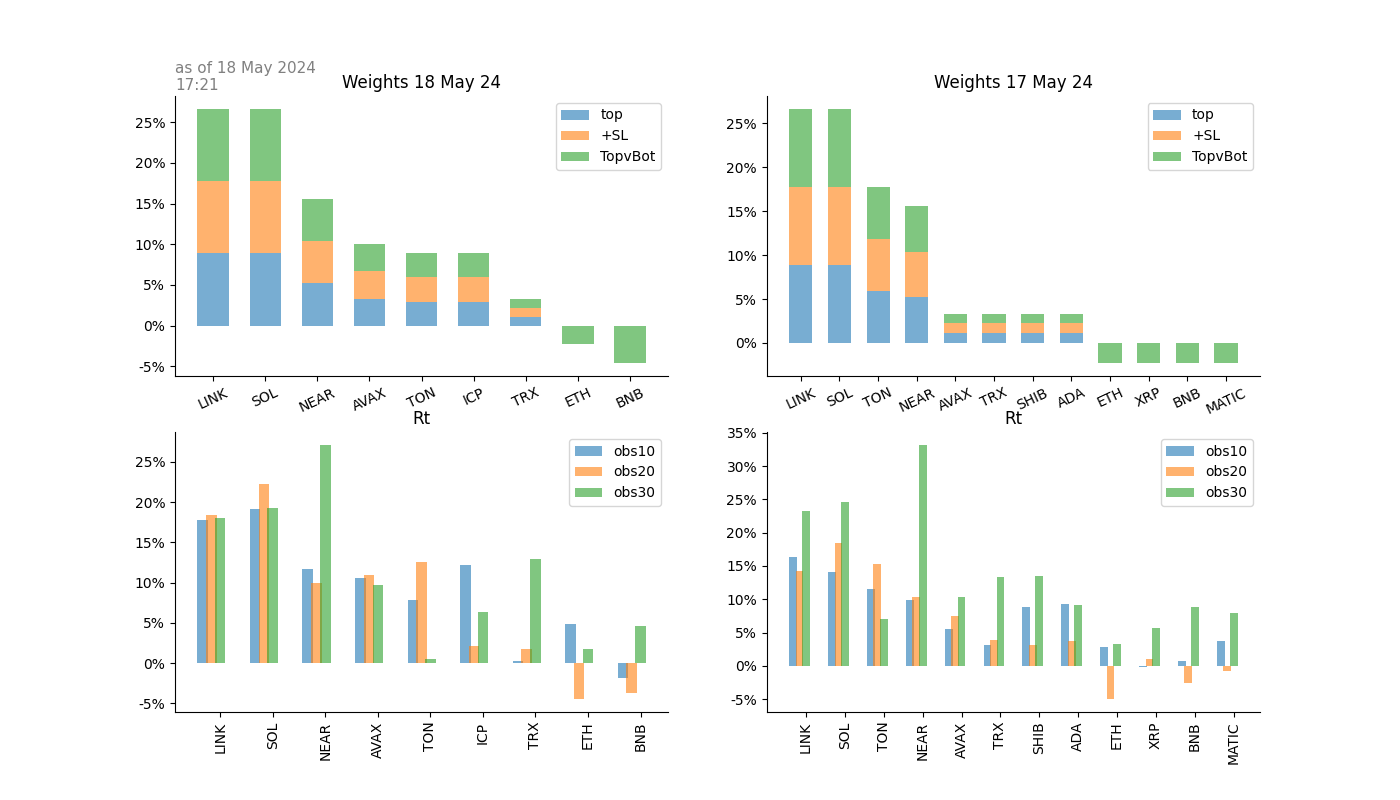 as of 18 May 2024
17:21
Weights 18 May 24
25%
20%
15%
10%
5%
0%
-5%
top
+SL
TopvBot
LINK SOL NEAR AVAX TON ICP TRX ETH BNB
Weights 17 May 24
25%
20%
15%
10%
5%
0%
top
+SL
TopvBot
LINK SOL TON NEAR AVAX TRX SHIB ADA ETH XRP BNB MATIC
Rt
25%
20%
15%
10%
5%
0%
-5%
obs10
obs20
obs30
LINK SOL NEAR AVAX TON ICP TRX ETH BNB
Rt
35%
30%
25%
20%
15%
10%
5%
0%
-5%
obs10
obs20
obs30
LINK SOL TON NEAR AVAX TRX SHIB ADA ETH XRP BNB MATIC